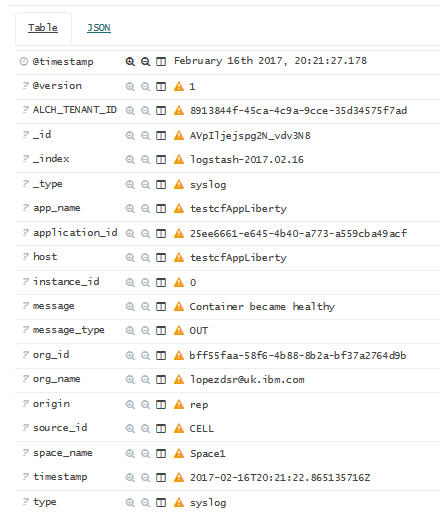 Table JSON
@timestamp February 16th 2017, 20:21:27.178
? @version 1
? ALCH_TENANT_ID 8913844f-45ca-4c9a-9cce-35d34575f7ad
? _id AVpIljejspg2N_vdv3N8
? _index logstash-2017.02.16
? _type syslog
? app_name testcfAppLiberty
? application_id 25ee6661-e645-4b40-a773-a559cba49acf
? host testcfAppLiberty
? instance_id 0
? message Container became healthy
? message_type OUT
? org_id bff55faa-58f6-4b88-8b2a-bf37a2764d9b
? org_name lopezdsr@uk.ibm.com
? origin rep
? source_id CELL
? space_name Space1
? timestamp 2017-02-16T20:21:22.865135716Z
? type syslog